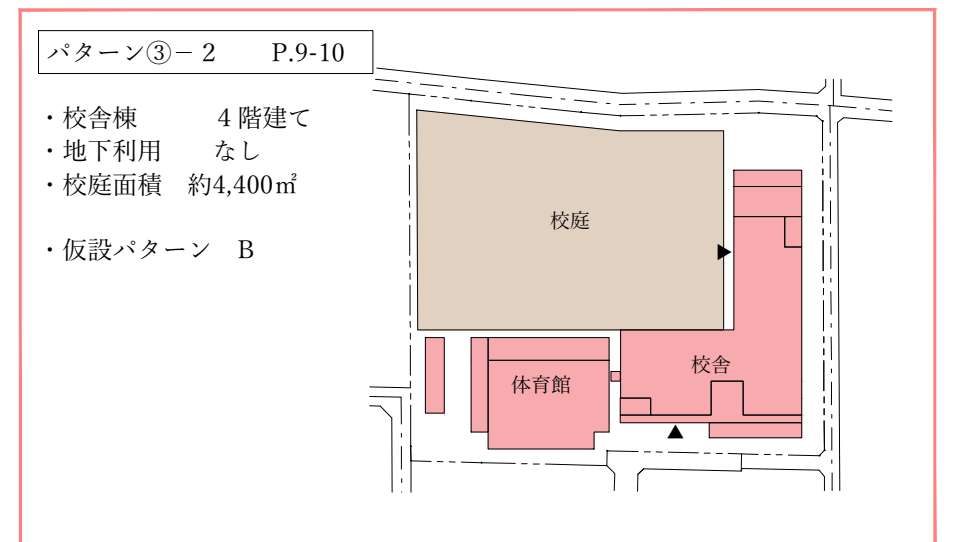 パターン③－２　　P.9-10
・校舎棟　　　　４階建て
・地下利用　　なし
・校庭面積　約4,400㎡
・仮設パターン　B
校庭
校舎
体育館